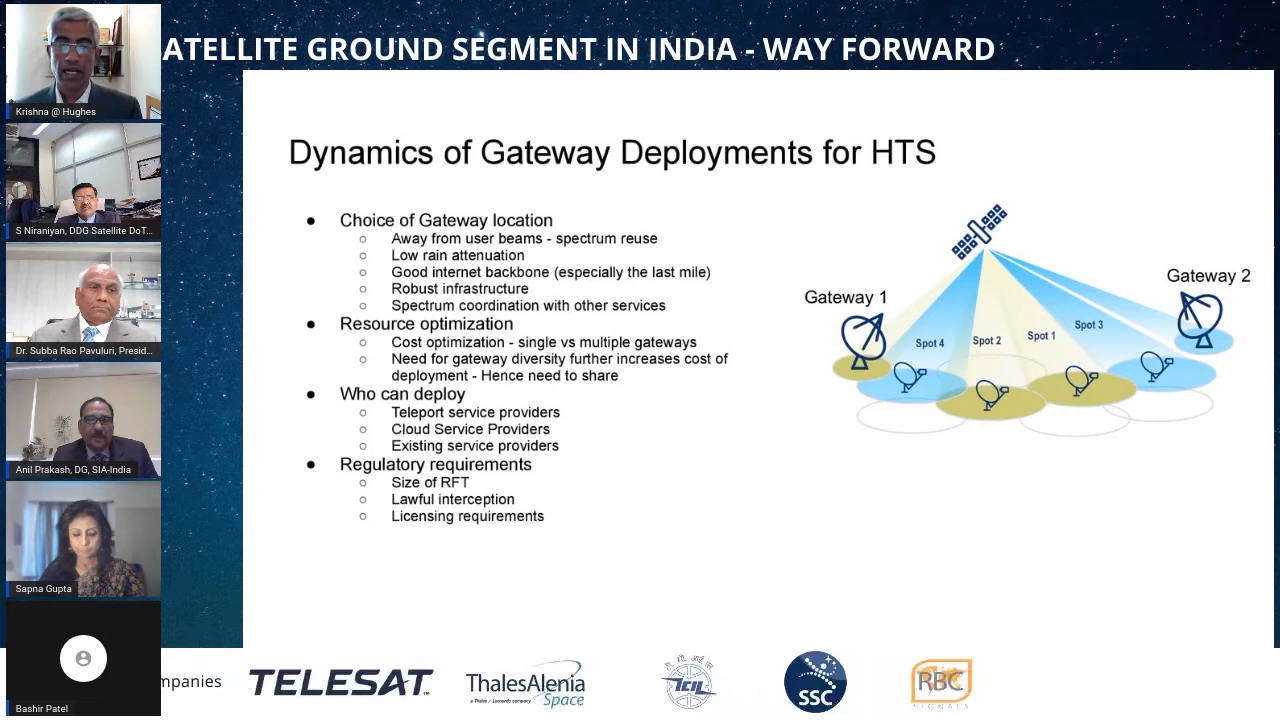 ATELLITE GROUND SEGMENT IN INDIA - WAY FORWARD
Krishna @ Hughes
S Niraniyan, DDG Satellite DoT...
Dr. Subba Rao Pavuluri, Presid...
Anil Prakash, DG, SIA-India
Sapna Gupta
Bashir Patel
Dynamics of Gateway Deployments for HTS
● Choice of Gateway location
○ Away from user beams - spectrum reuse
○ Low rain attenuation
○ Good internet backbone (especially the last mile)
○ Robust infrastructure
○ Spectrum coordination with other services
● Resource optimization
○ Cost optimization - single vs multiple gateways
○ Need for gateway diversity further increases cost of
deployment - Hence need to share
● Who can deploy
○ Teleport service providers
○ Cloud Service Providers
○ Existing service providers
● Regulatory requirements
○ Size of RFT
○ Lawful interception
○ Licensing requirements
Gateway 1
Gateway 2
Spot 4
Spot 2
Spot 1
Spot 3
mpanies
TELESAT
ThalesAlenia
a Thales / Leonardo company
Space
SSC
RBC
SIGNALS